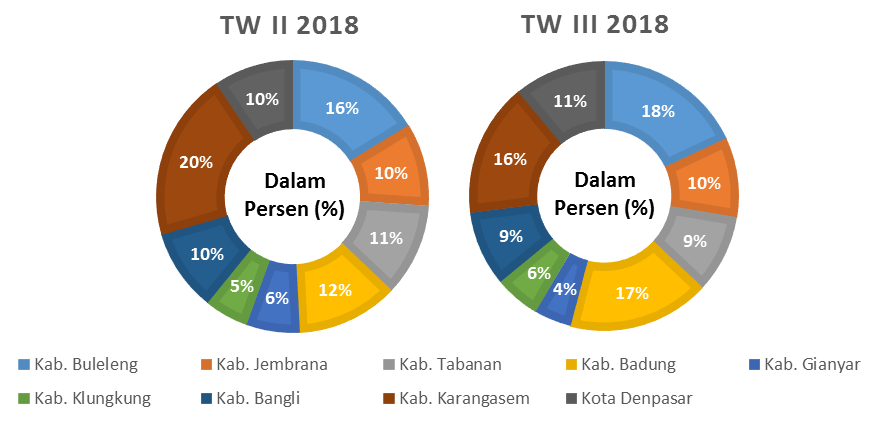 TW II 2018
16%
10%
11%
12%
6%
5%
10%
20%
10%
Dalam
Persen (%)
TW III 2018
18%
10%
9%
17%
4%
6%
9%
16%
11%
Dalam
Persen (%)
Kab. Buleleng
Kab. Jembrana
Kab. Tabanan
Kab. Badung
Kab. Gianyar
Kab. Klungkung
Kab. Bangli
Kab. Karangasem
Kota Denpasar